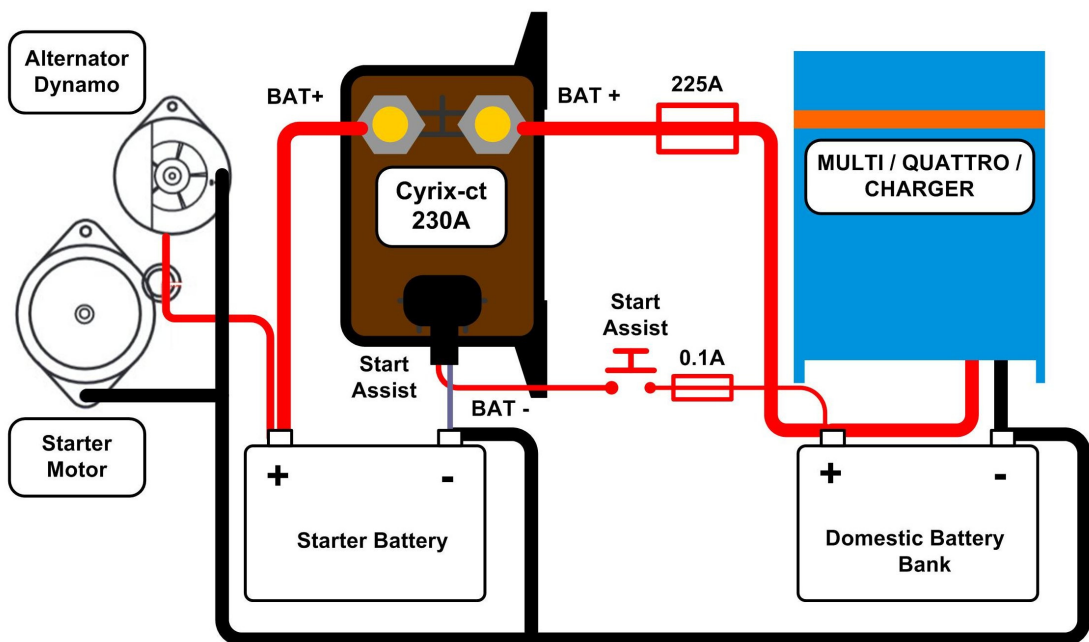 Alternator
Dynamo
BAT+
BAT +
225A
Cyrix-ct
230A
MULTI / QUATTRO /
CHARGER
Start
Assist
0.1A
Start
Assist
BAT -
Starter
Motor
+
-
Starter Battery
+
-
Domestic Battery
Bank